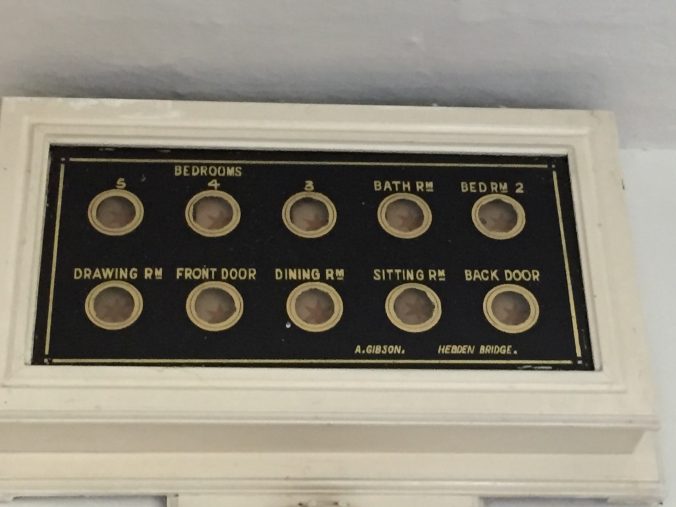 BEDROOMS
5 4 3 BATH RM BED RM 2
DRAWING RM FRONT DOOR DINING RM SITTING RM BACK DOOR
A. GIBSON. HEBDEN BRIDGE.